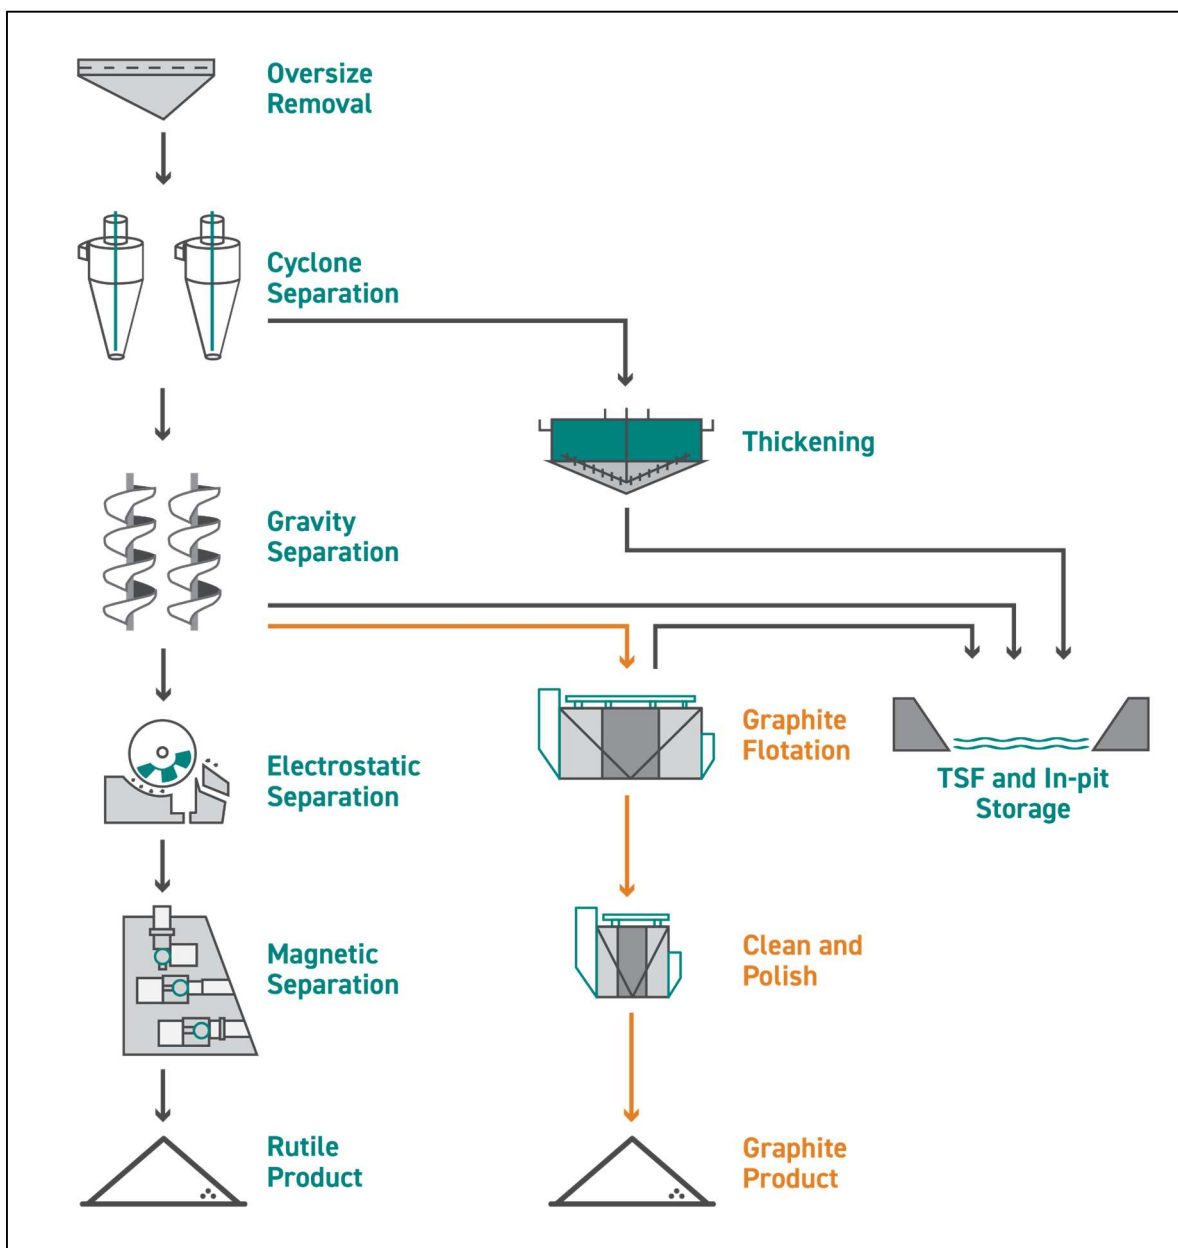 Oversize
Removal
Cyclone
Separation
Thickening
Gravity
Separation
Graphite
Flotation
TSF and In-pit
Storage
Electrostatic
Separation
Clean and
Polish
Magnetic
Separation
Rutile
Product
Graphite
Product